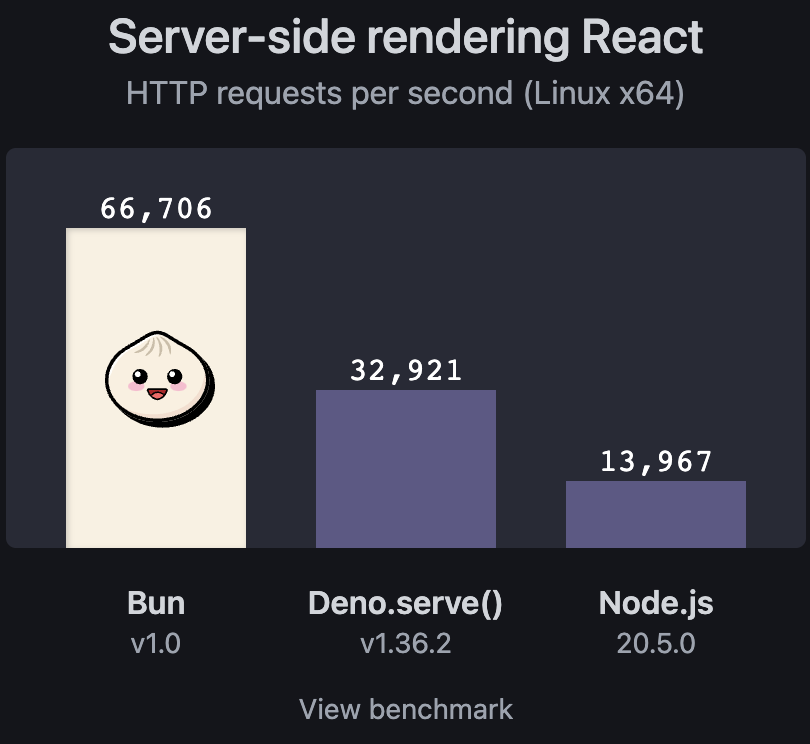 Server-side rendering React
HTTP requests per second (Linux x64)
66,706
32,921
13,967
Bun
v1.0
Deno.serve()
v1.36.2
Node.js
20.5.0
View benchmark